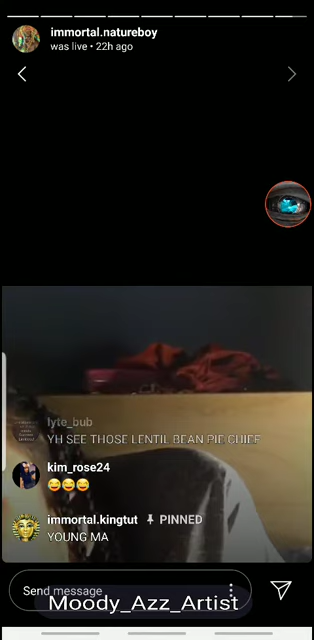 immortal.natureboy
was live • 22h ago
lyte_bub
YH SEE THOSE LENTIL BEAN PIE CHIEF
kim_rose24
😂😂😂
immortal.kingtut PINNED
YOUNG MA
Send message
Moody_Azz_Artist